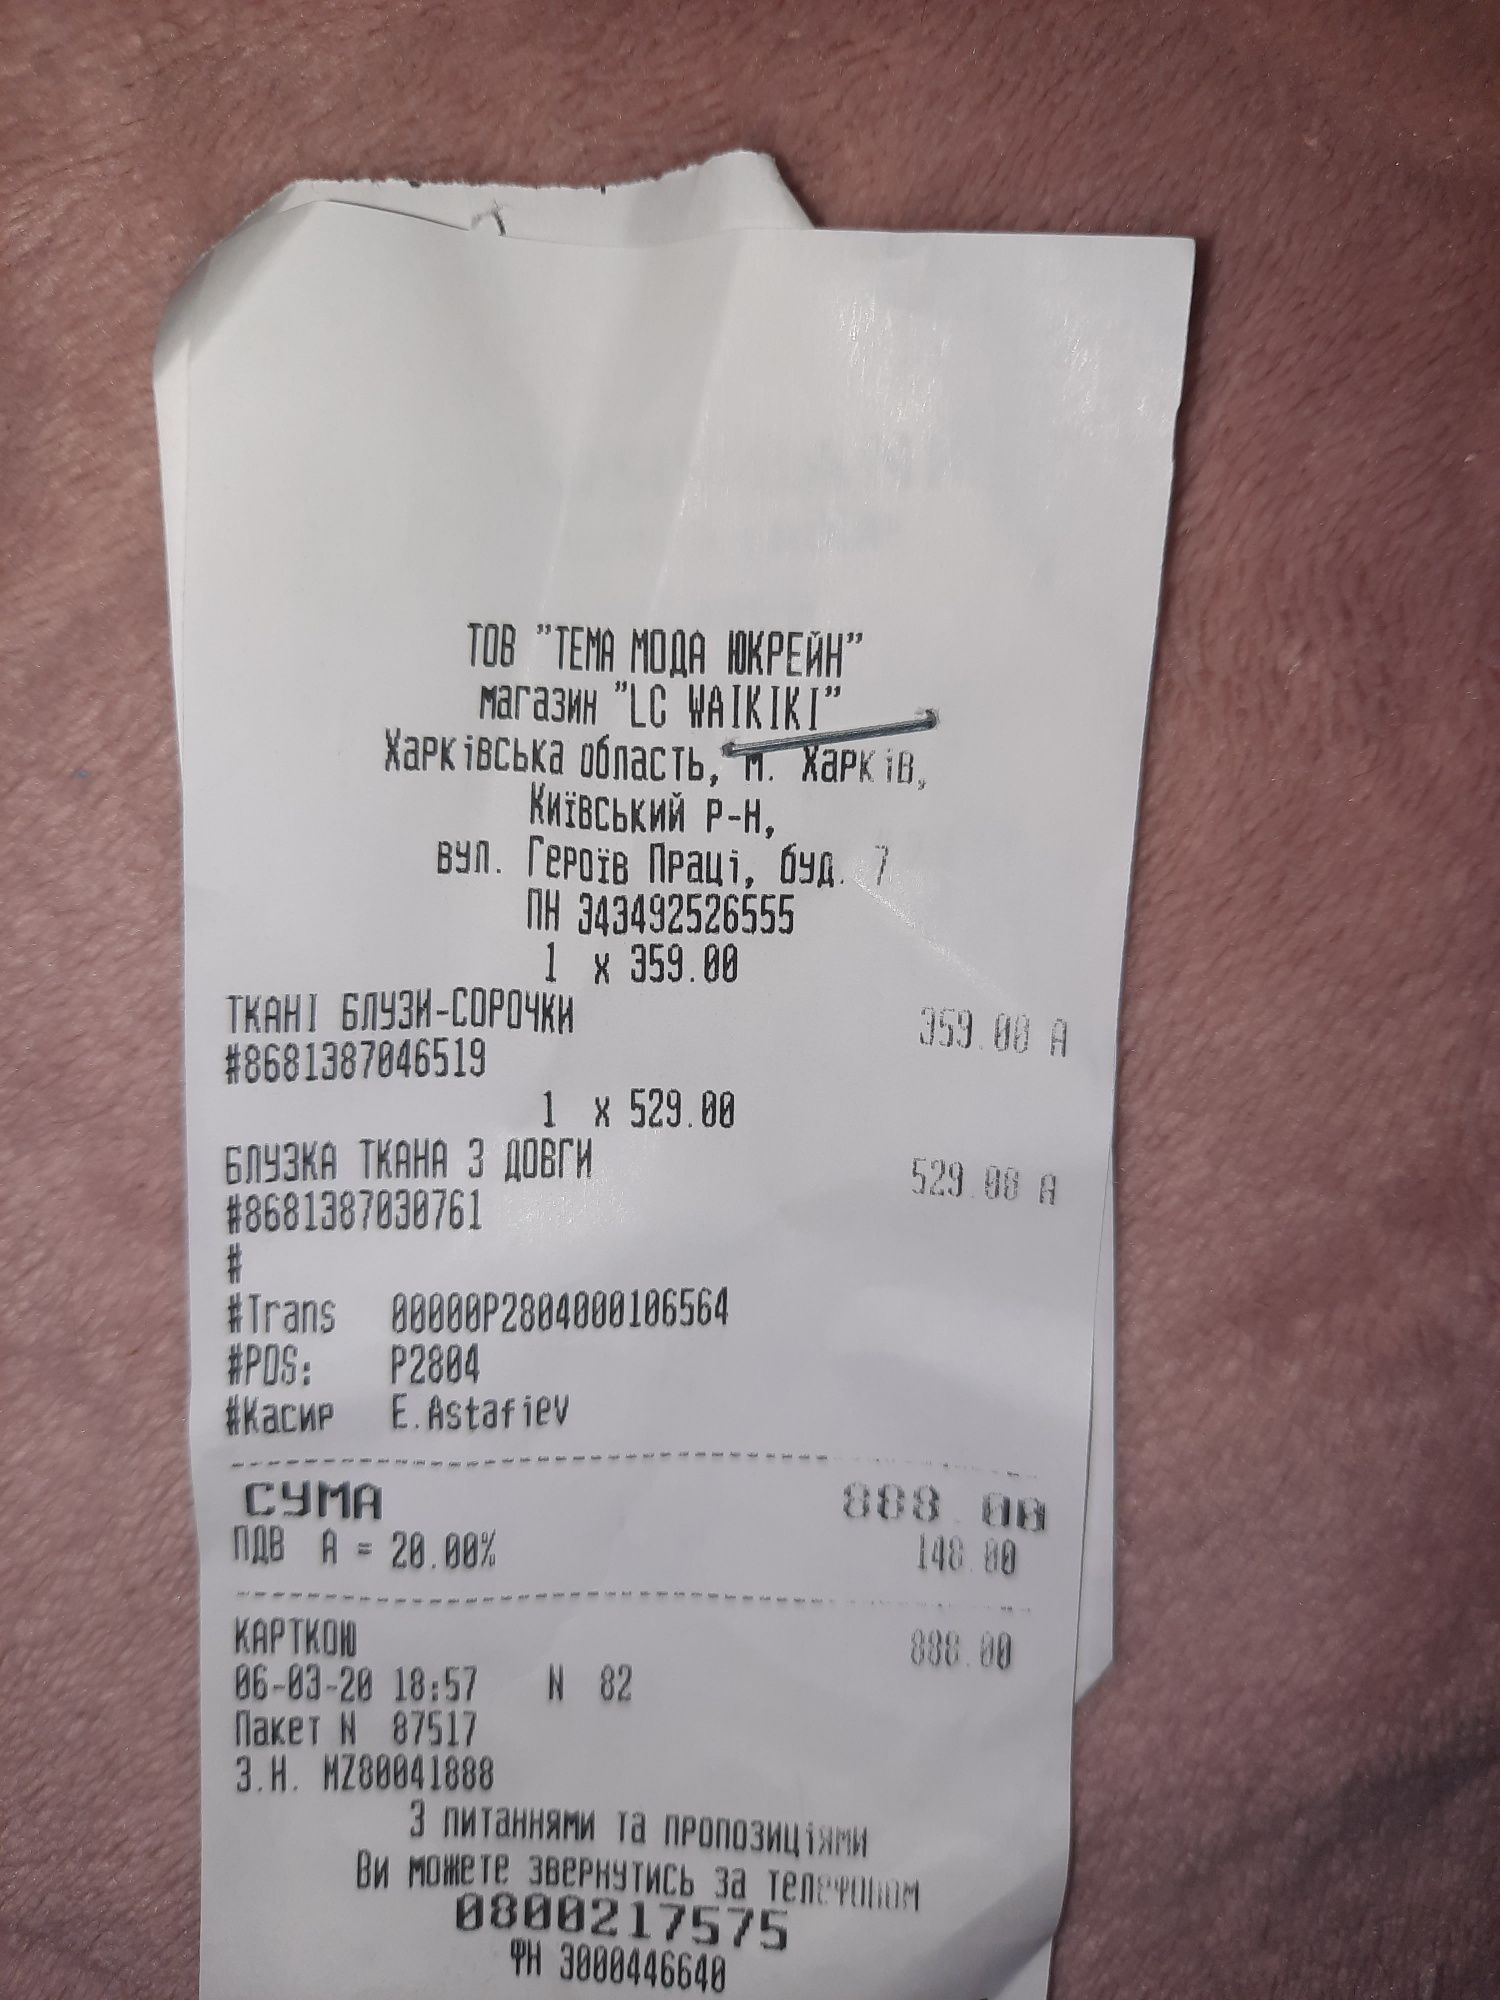 ТОВ "ТЕМА МОДА ЮКРЕЙН"
магазин "LC WAIKIKI"
Харківська область, м. Харків,
Київський Р-Н,
вул. Героїв Праці, буд. 7
ПН 343492526555
1 x 359.00
ТКАНІ БЛУЗИ-СОРОЧКИ 359.00 А
#8681387046519
1 x 529.00
БЛУЗКА ТКАНА З ДОВГИ 529.00 А
#8681387030761
#
#Trans 00000P2804000106564
#POS: P2804
#Касир E.Astafiev
СУМА 888.00
ПДВ А = 20.00% 148.00
КАРТКОЮ 888.00
06-03-20 18:57 N 82
Пакет N 87517
З.Н. MZ80041888
З питаннями та пропозиціями
Ви можете звернутись за телефоном
0800217575
ФН 3000446640